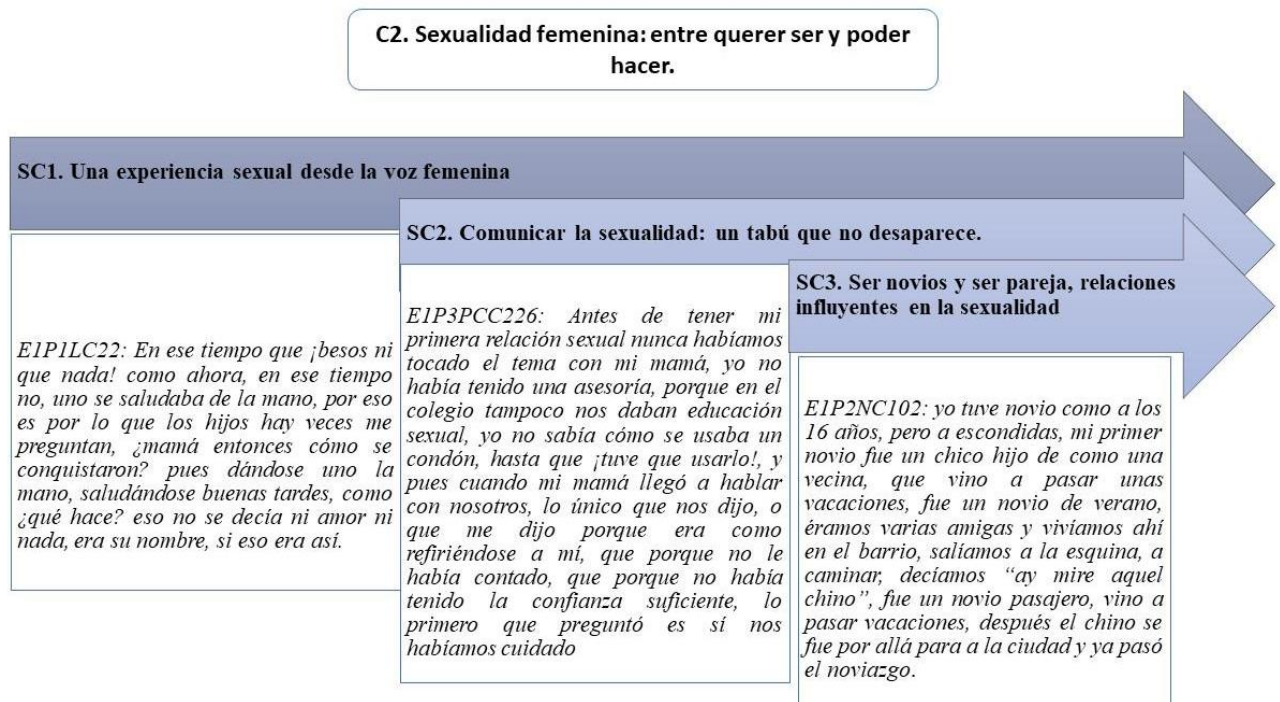 C2. Sexualidad femenina: entre querer ser y poder
hacer.
SC1. Una experiencia sexual desde la voz femenina
E1P1LC22: En ese tiempo que ¡besos ni
que nada! como ahora, en ese tiempo
no, uno se saludaba de la mano, por eso
es por lo que los hijos hay veces me
preguntan, ¿mamá entonces cómo se
conquistaron? pues dándose uno la
mano, saludándose buenas tardes, como
¿qué hace? eso no se decía ni amor ni
nada, era su nombre, si eso era así.
SC2. Comunicar la sexualidad: un tabú que no desaparece.
E1P3PCC226: Antes de tener mi
primera relación sexual nunca habíamos
tocado el tema con mi mamá, yo no
había tenido una asesoría, porque en el
colegio tampoco nos daban educación
sexual, yo no sabía cómo se usaba un
condón, hasta que ¡tuve que usarlo!, y
pues cuando mi mamá llegó a hablar
con nosotros, lo único que nos dijo, o
que me dijo porque era como
refiriéndose a mí, que porque no le
había contado, que porque no había
tenido la confianza suficiente, lo
primero que preguntó es sí nos
habíamos cuidado
SC3. Ser novios y ser pareja, relaciones
influyentes en la sexualidad
E1P2NC102: yo tuve novio como a los
16 años, pero a escondidas, mi primer
novio fue un chico hijo de como una
vecina, que vino a pasar unas
vacaciones, fue un novio de verano,
éramos varias amigas y vivíamos ahí
en el barrio, salíamos a la esquina, a
caminar, decíamos “ay mire aquel
chino”, fue un novio pasajero, vino a
pasar vacaciones, después el chino se
fue por allá para a la ciudad y ya pasó
el noviazgo.